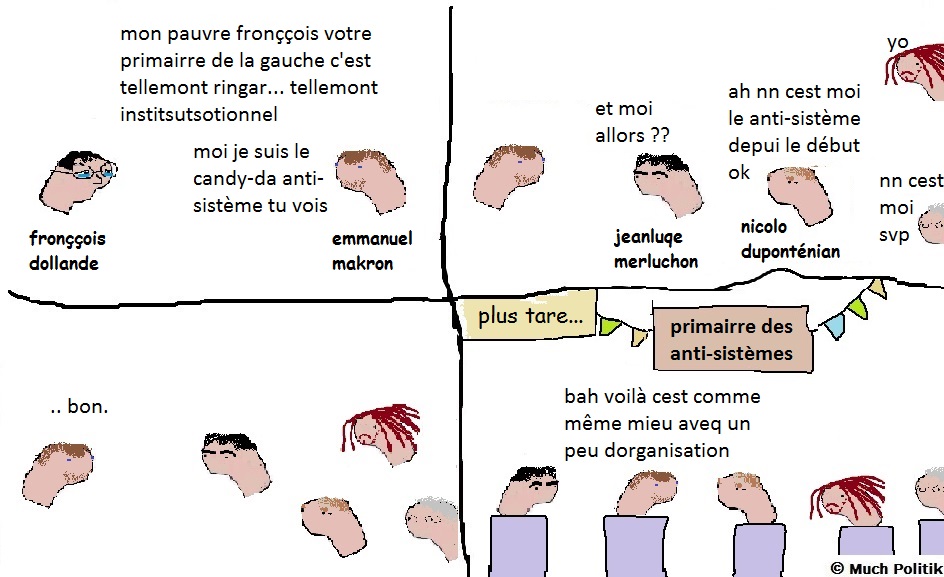 mon pauvre fronççois votre
primairre de la gauche c'est
tellemont ringar... tellemont
institsutsotionnel
moi je suis le
candy-da anti-
sistème tu vois
fronççois
dollande
emmanuel
makron
et moi
allors ??
ah nn cest moi
le anti-sistème
depui le début
ok
yo
nn cest
moi
svp
jeanluqe
merluchon
nicolo
duponténian
.. bon.
plus tare...
primairre des
anti-sistèmes
bah voilà cest comme
même mieu aveq un
peu dorganisation
© Much Politik